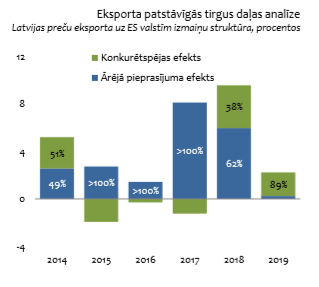 Eksporta patstāvīgās tirgus daļas analīze
Latvijas preču eksporta uz ES valstīm izmaiņu struktūra, procentos
12
Konkurētspējas efekts
Ārējā pieprasījuma efekts
8
4
0
-4
51%
49%
>100%
>100%
>100%
38%
62%
89%
2014 2015 2016 2017 2018 2019